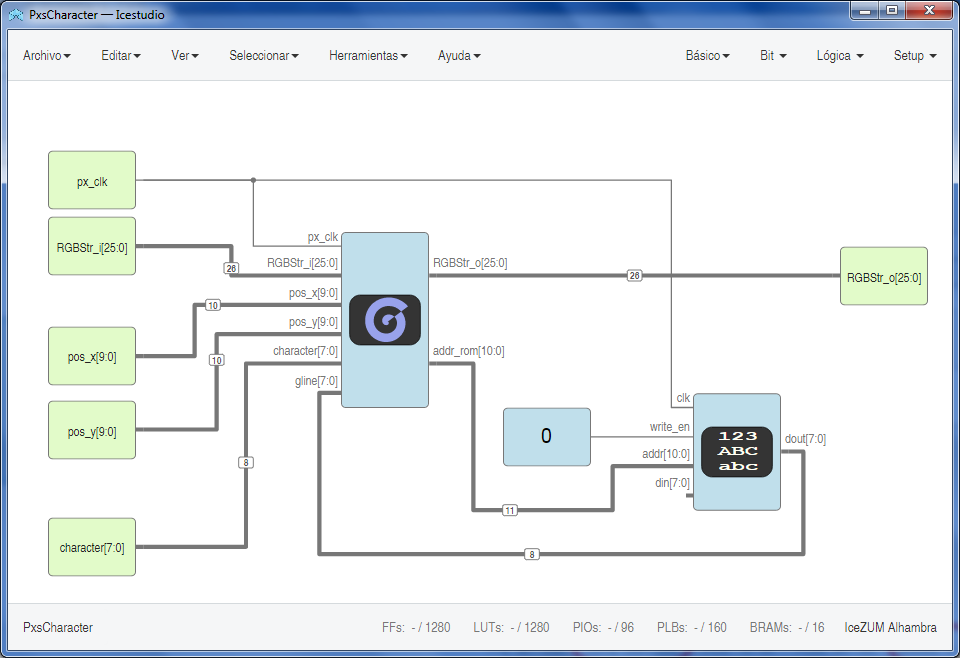 PxsCharacter — Icestudio
Archivo Editar Ver Seleccionar Herramientas Ayuda Básico Bit Lógica Setup
px_clk
RGBStr_i[25:0]
pos_x[9:0]
pos_y[9:0]
character[7:0]
26
10
10
8
px_clk
RGBStr_i[25:0]
pos_x[9:0]
pos_y[9:0]
character[7:0]
gline[7:0]
RGBStr_o[25:0]
addr_rom[10:0]
26
RGBStr_o[25:0]
0
11
8
clk
write_en
addr[10:0]
din[7:0]
123
ABC
abc
dout[7:0]
PxsCharacter FFs: - / 1280 LUTs: - / 1280 PIOs: - / 96 PLBs: - / 160 BRAMs: - / 16 IceZUM Alhambra